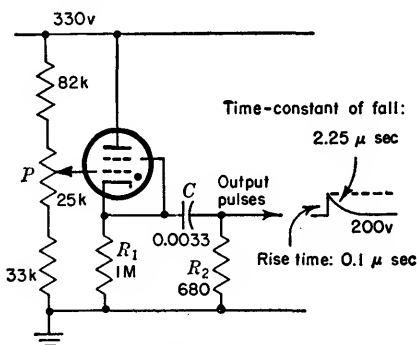 330v
82k
Time-constant of fall:
2.25 μ sec
P
C
Output
pulses
25k
0.0033
200v
R₁
1M
R₂
680
Rise time: 0.1 μ sec
33k